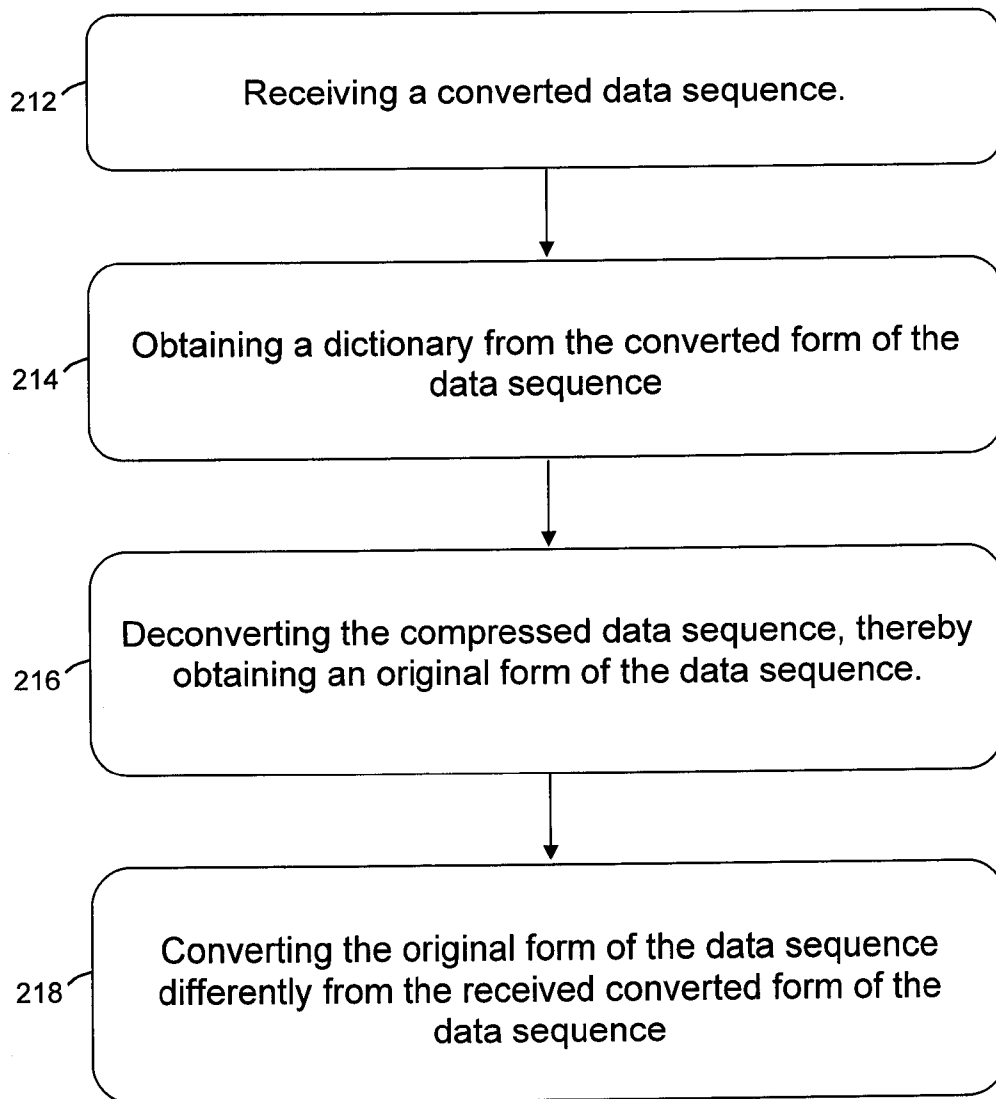 212
Receiving a converted data sequence.
214
Obtaining a dictionary from the converted form of the
data sequence
216
Deconverting the compressed data sequence, thereby
obtaining an original form of the data sequence.
218
Converting the original form of the data sequence
differently from the received converted form of the
data sequence